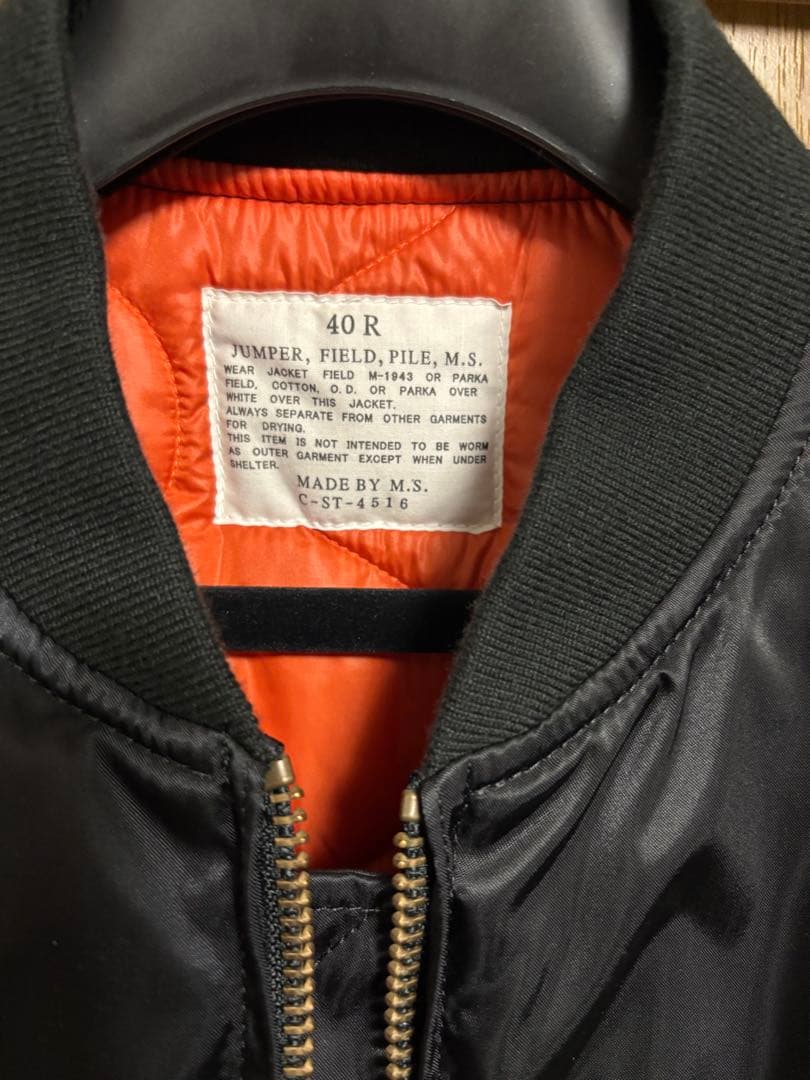 40 R
JUMPER, FIELD, PILE, M.S.
WEAR JACKET FIELD M-1943 OR PARKA
FIELD, COTTON, O.D. OR PARKA OVER
WHITE OVER THIS JACKET.
ALWAYS SEPARATE FROM OTHER GARMENTS
FOR DRYING.
THIS ITEM IS NOT INTENDED TO BE WORM
AS OUTER GARMENT EXCEPT WHEN UNDER
SHELTER.
MADE BY M.S.
C-ST-4516